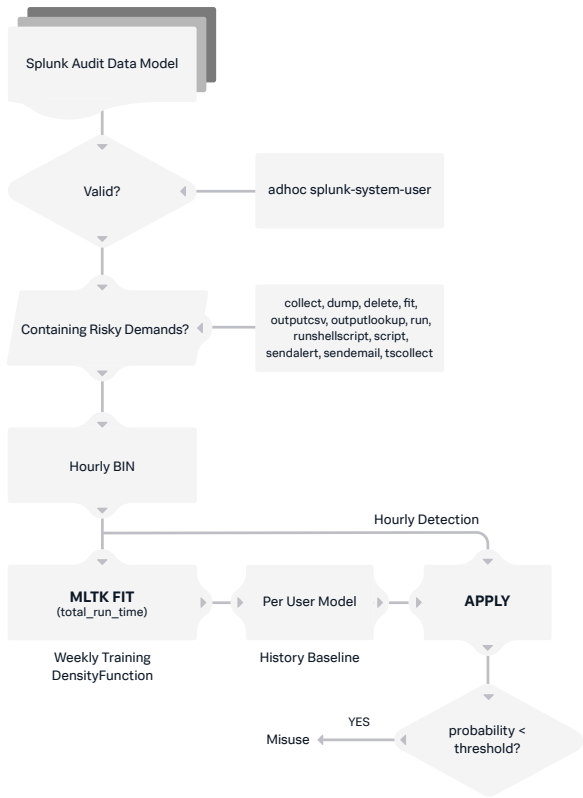 Splunk Audit Data Model
Valid?
adhoc splunk-system-user
Containing Risky Demands?
collect, dump, delete, fit,
outputcsv, outputlookup, run,
runshellscript, script,
sendalert, sendemail, tscollect
Hourly BIN
Hourly Detection
MLTK FIT
(total_run_time)
Per User Model
APPLY
Weekly Training
DensityFunction
History Baseline
probability <
threshold?
YES
Misuse